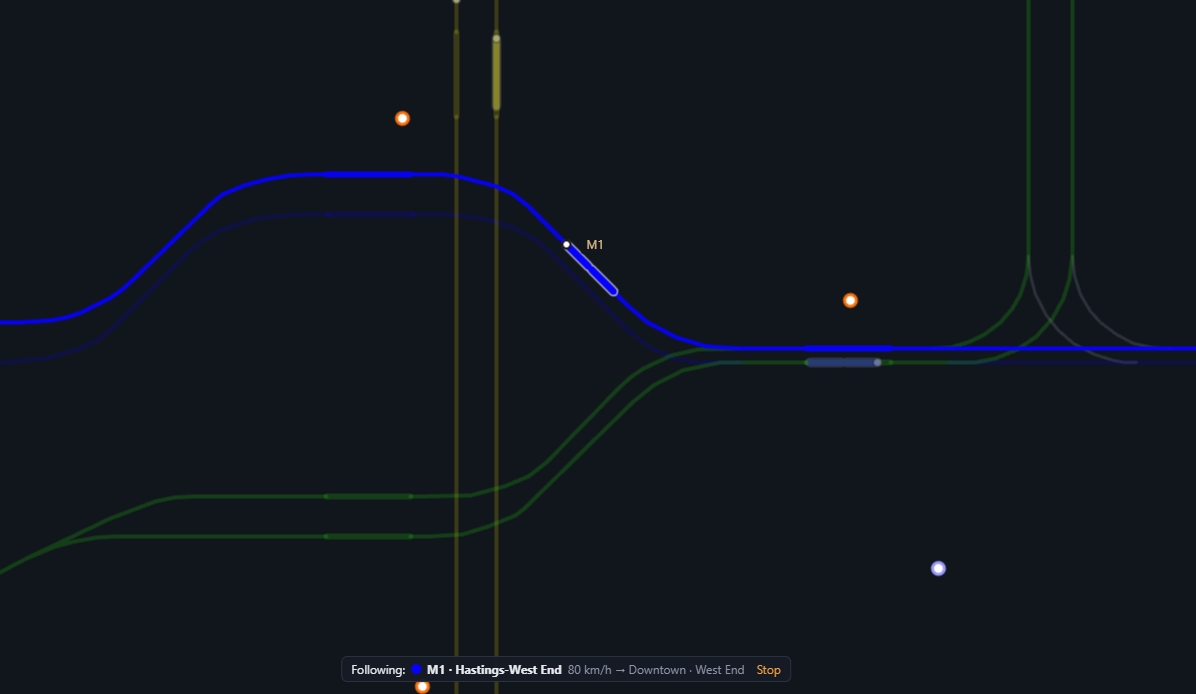 M1
Following: M1 · Hastings-West End 80 km/h → Downtown · West End Stop